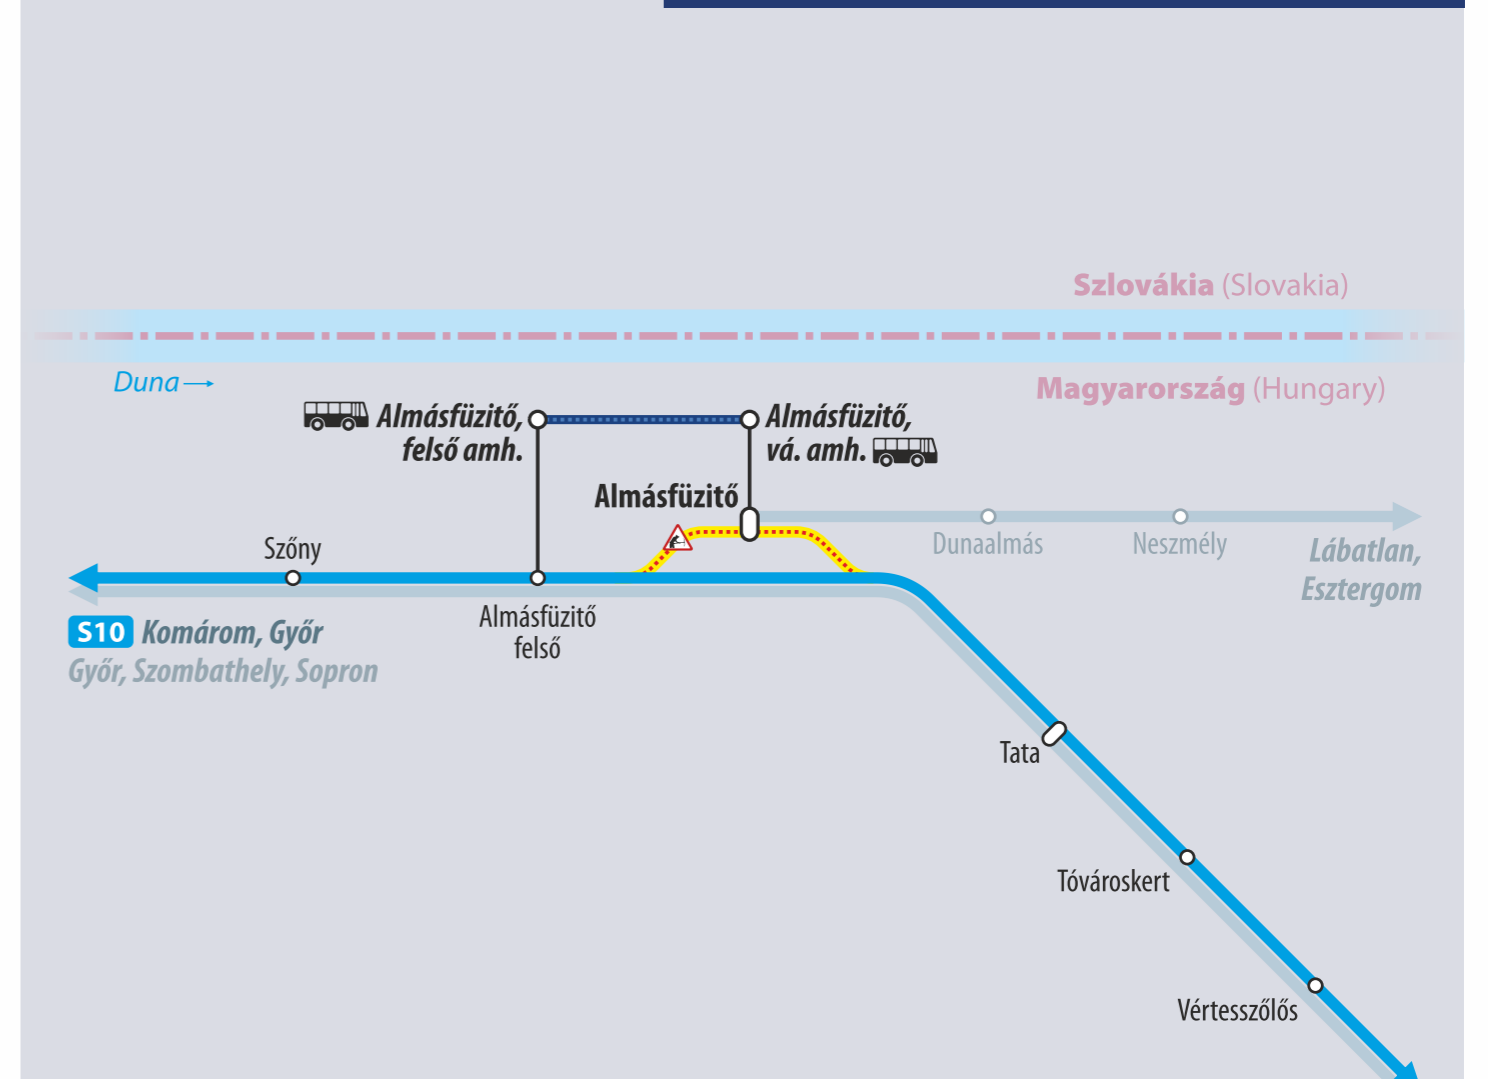 Szlovákia (Slovakia)
Duna
Magyarország (Hungary)
Almásfüzitő,
felső amh.
Almásfüzitő,
vá. amh.
Almásfüzitő
Szőny
Dunaalmás
Neszmély
Lábatlan,
Esztergom
Almásfüzitő
felső
S10 Komárom, Győr
Győr, Szombathely, Sopron
Tata
Tóvároskert
Vértesszőlős